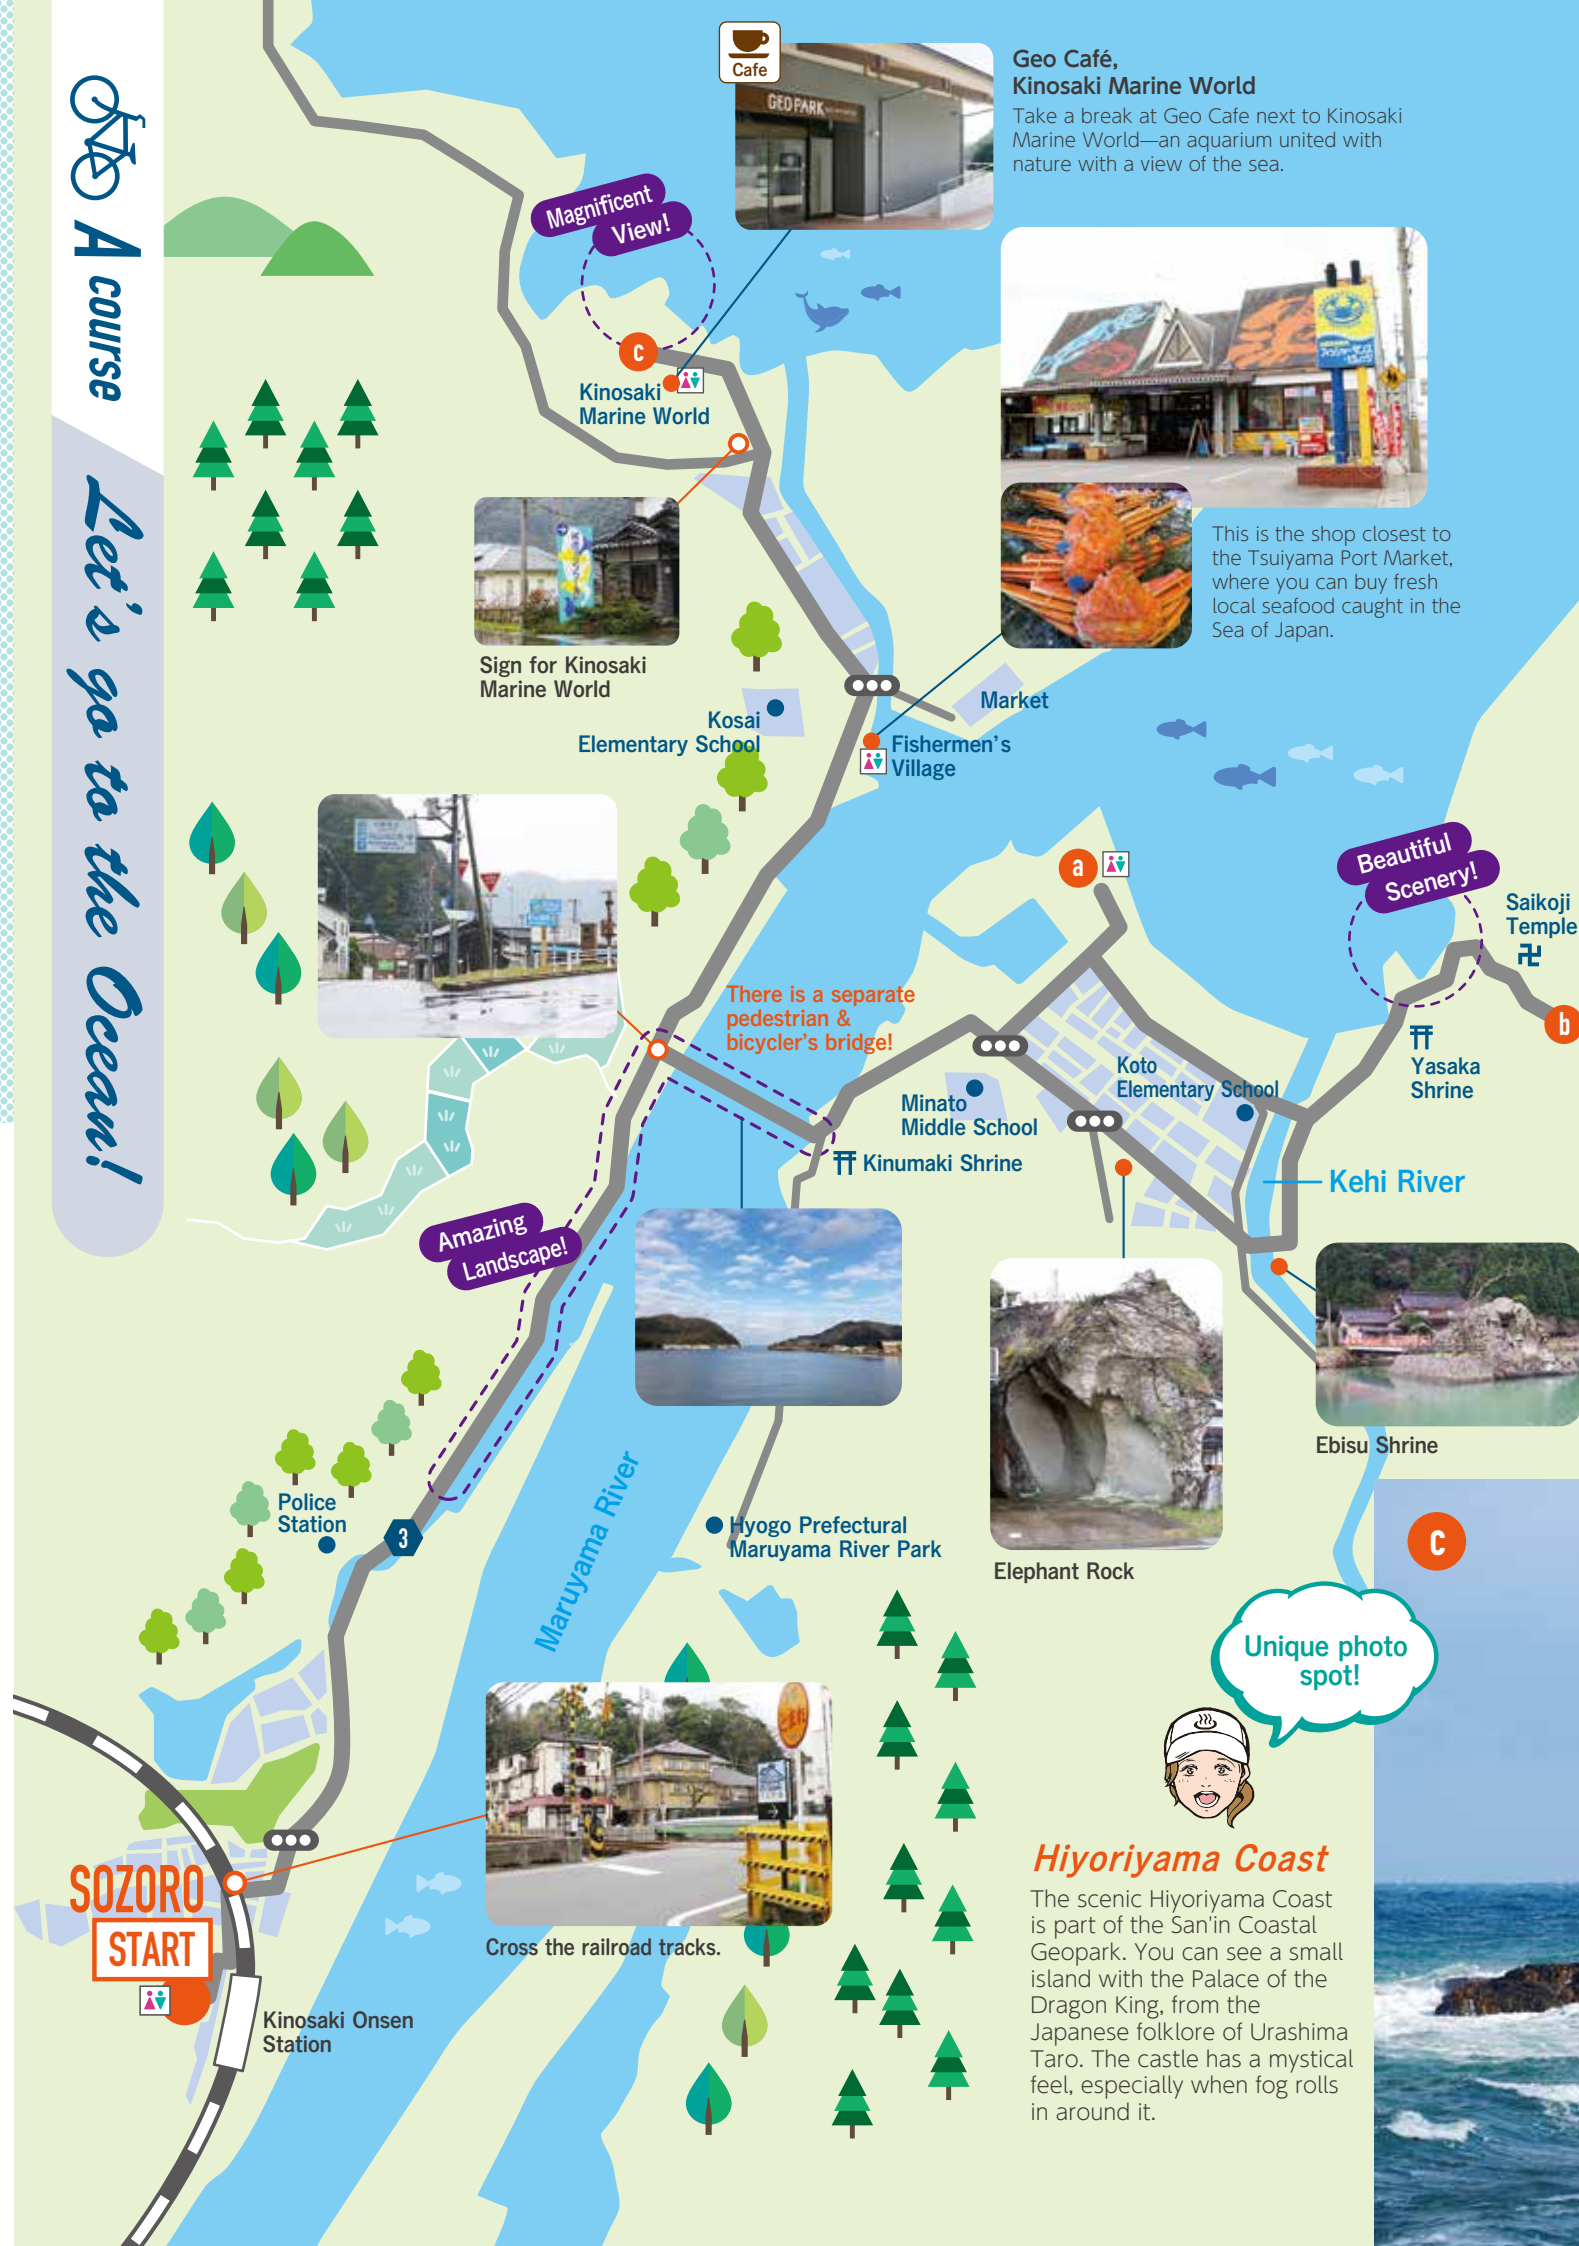 A course
Let's go to the Ocean!
Cafe
GEOPARK
Geo Café,
Kinosaki Marine World
Take a break at Geo Cafe next to Kinosaki
Marine World—an aquarium united with
nature with a view of the sea.
Magnificent
View!
c
Kinosaki
Marine World
This is the shop closest to
the Tsuiyama Port Market,
where you can buy fresh
local seafood caught in the
Sea of Japan.
Sign for Kinosaki
Marine World
Kosai
Elementary School
Market
Fishermen's
Village
a
Beautiful
Scenery!
Saikoji
Temple
卍
b
There is a separate
pedestrian &
bicycler's bridge!
Yasaka
Shrine
Koto
Elementary School
Minato
Middle School
Kinumaki Shrine
Kehi River
Amazing
Landscape!
Ebisu Shrine
Police
Station
3
Maruyama River
Hyogo Prefectural
Maruyama River Park
Elephant Rock
c
Unique photo
spot!
とまれ
SOZORO
START
Cross the railroad tracks.
Kinosaki Onsen
Station
Hiyoriyama Coast
The scenic Hiyoriyama Coast
is part of the San'in Coastal
Geopark. You can see a small
island with the Palace of the
Dragon King, from the
Japanese folklore of Urashima
Taro. The castle has a mystical
feel, especially when fog rolls
in around it.